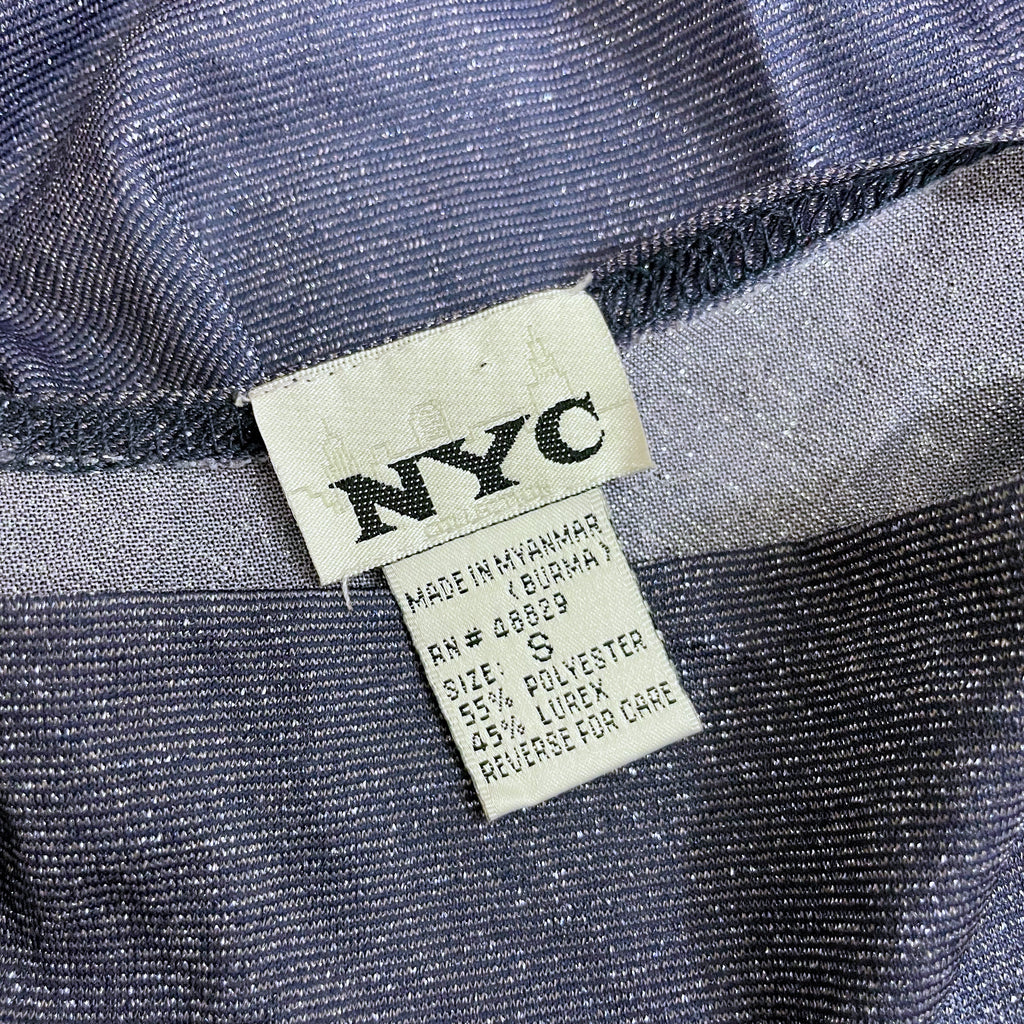 NYC
MADE IN MYANMAR
(BURMA)
RN# 48829
SIZE: S
55% POLYESTER
45% LUREX
REVERSE FOR CARE